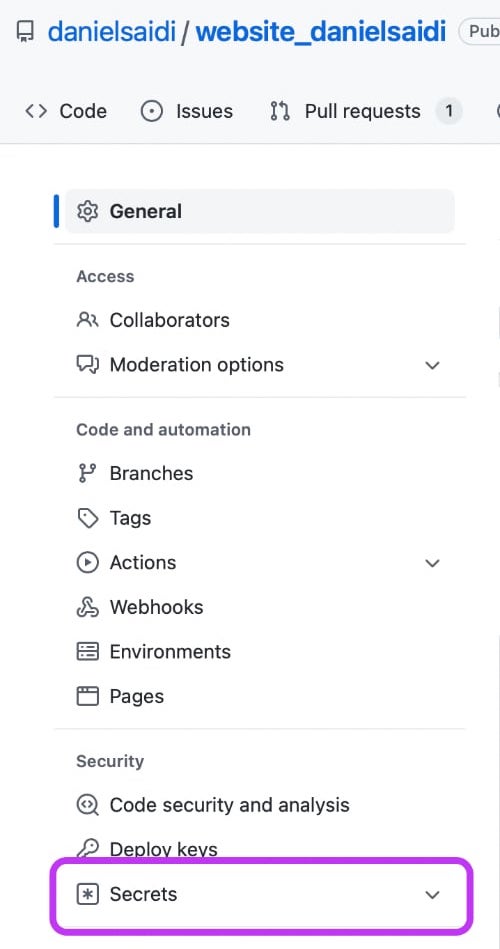 danielsaidi / website_danielsaidi
Code Issues Pull requests 1
General
Access
Collaborators
Moderation options
Code and automation
Branches
Tags
Actions
Webhooks
Environments
Pages
Security
Code security and analysis
Deploy keys
Secrets